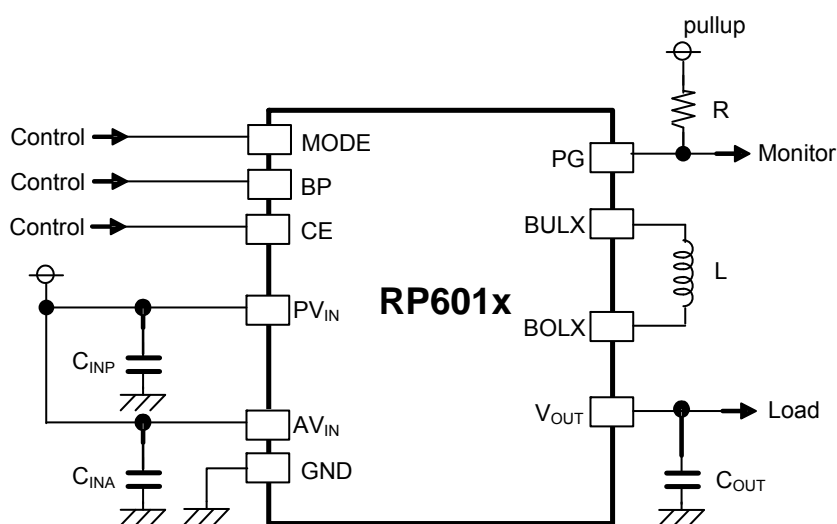 pullup
R
Control
MODE
PG
Monitor
Control
BP
Control
CE
BULX
L
RP601x
PVIN
BOLX
CINP
VOUT
Load
AVIN
GND
CINA
COUT